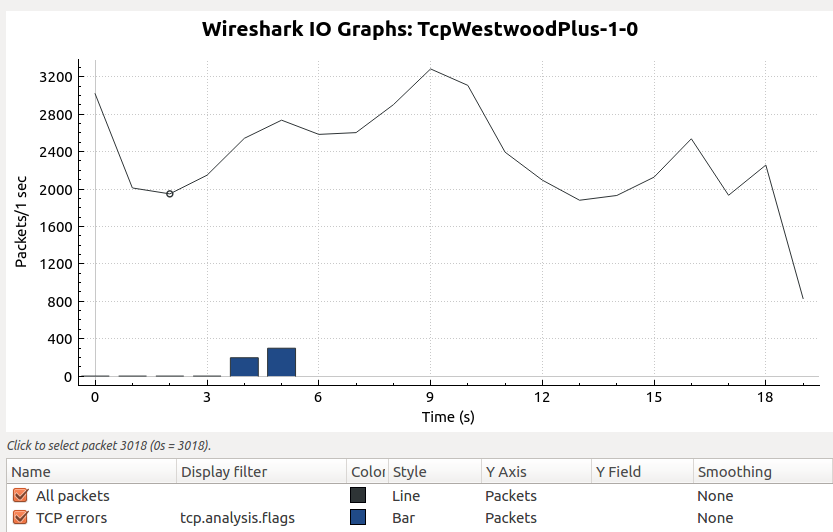 Wireshark IO Graphs: TcpWestwoodPlus-1-0
3200
2800
2400
2000
1600
1200
800
400
0
Packets/1 sec
0 3 6 9 12 15 18
Time (s)
Click to select packet 3018 (0s = 3018).
Name Display filter Color Style Y Axis Y Field Smoothing
All packets Line Packets None
TCP errors tcp.analysis.flags Bar Packets None